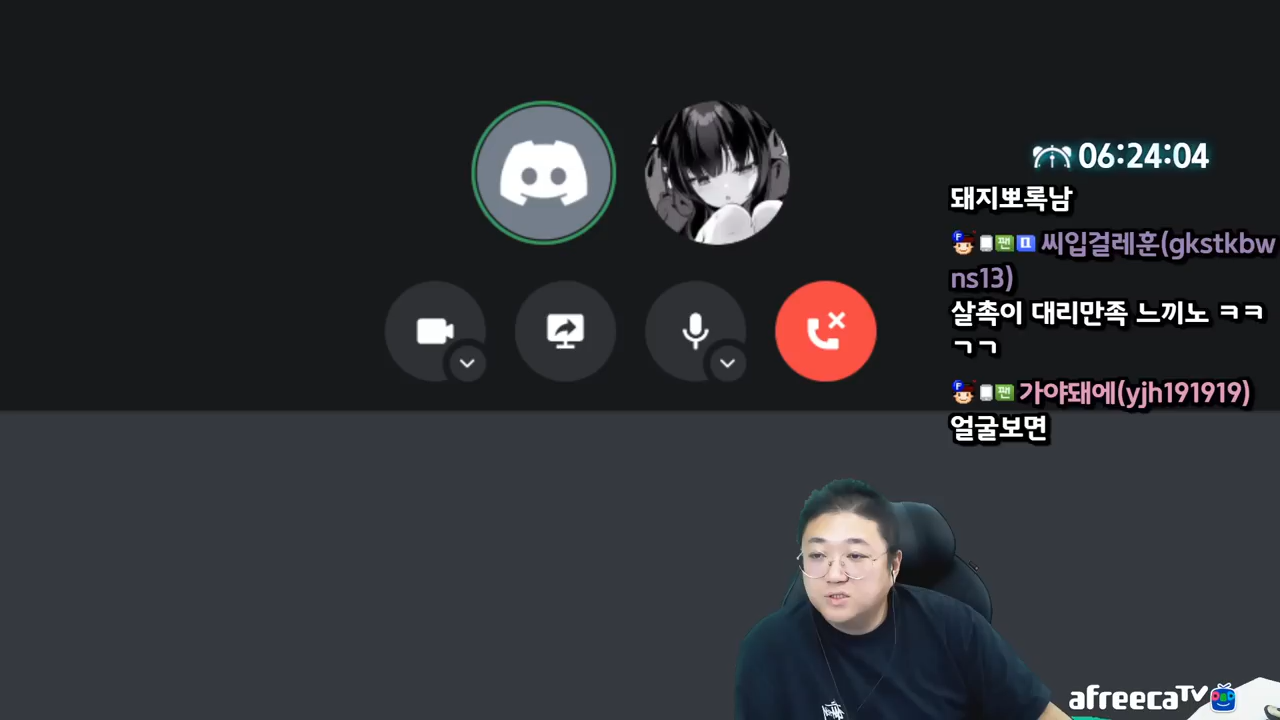 06:24:04
돼지뽀록남
씨입걸레훈(gkstkbw
ns13)
살촉이 대리만족 느끼노 ㅋㅋ
ㄱㄱ
가야돼에(yjh191919)
얼굴보면
afreecaTV